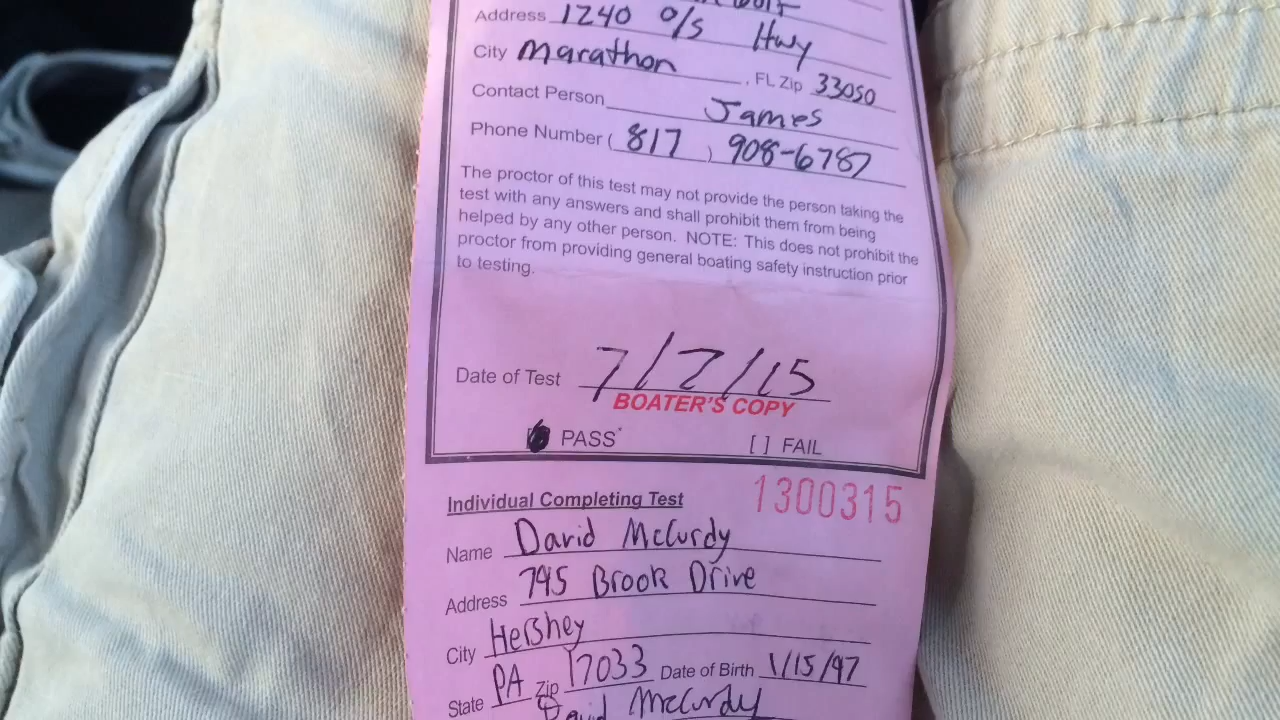 Address 1240 O/S Hwy
City Marathon, FL Zip 33050
Contact Person James
Phone Number (817) 908-6787
The proctor of this test may not provide the person taking the
test with any answers and shall prohibit them from being
helped by any other person. NOTE: This does not prohibit the
proctor from providing general boating safety instruction prior
to testing.
Date of Test 7/7/15
BOATER'S COPY
PASS* [ ] FAIL
1300315
Individual Completing Test
Name David McCurdy
Address 745 Brook Drive
City Hershey
State PA Zip 17033 Date of Birth 1/15/97
David McCurdy